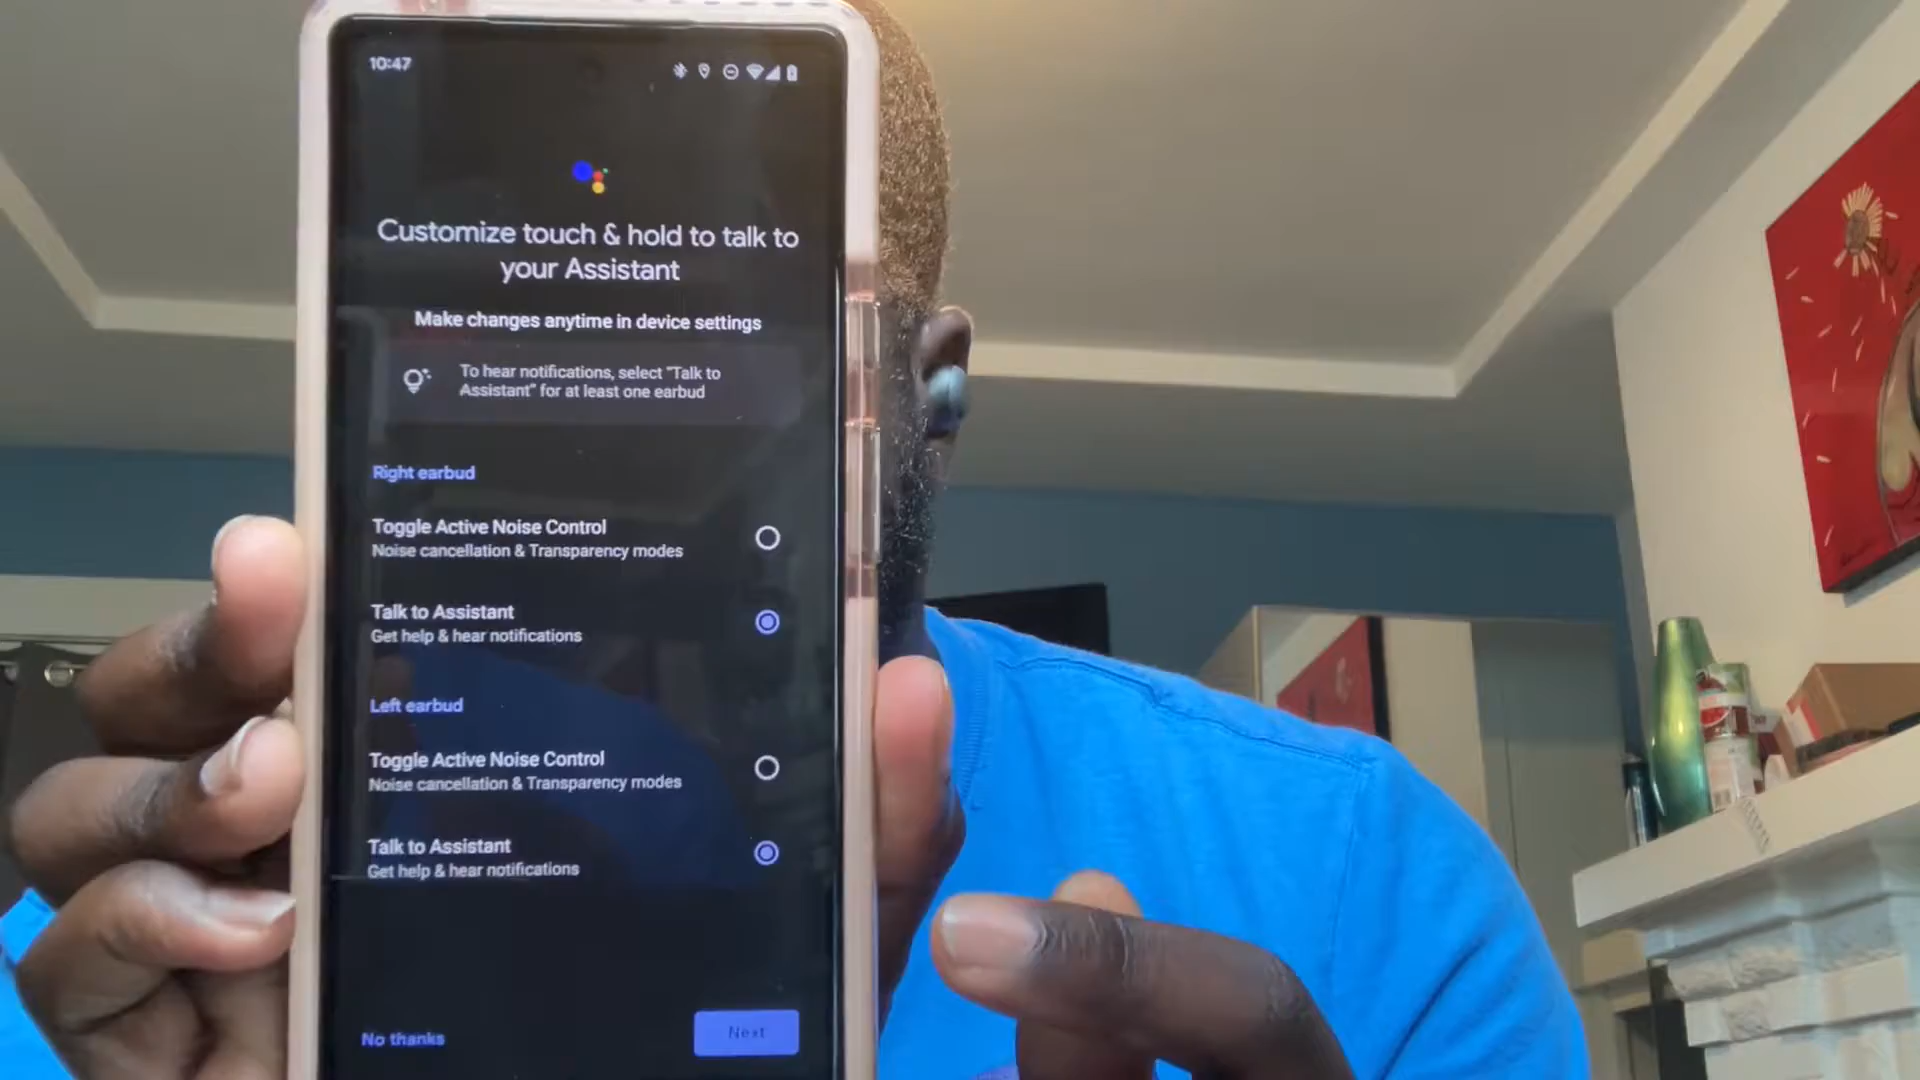 10:47
Customize touch & hold to talk to
your Assistant
Make changes anytime in device settings
To hear notifications, select "Talk to
Assistant" for at least one earbud
Right earbud
Toggle Active Noise Control
Noise cancellation & Transparency modes
Talk to Assistant
Get help & hear notifications
Left earbud
Toggle Active Noise Control
Noise cancellation & Transparency modes
Talk to Assistant
Get help & hear notifications
No thanks
Next